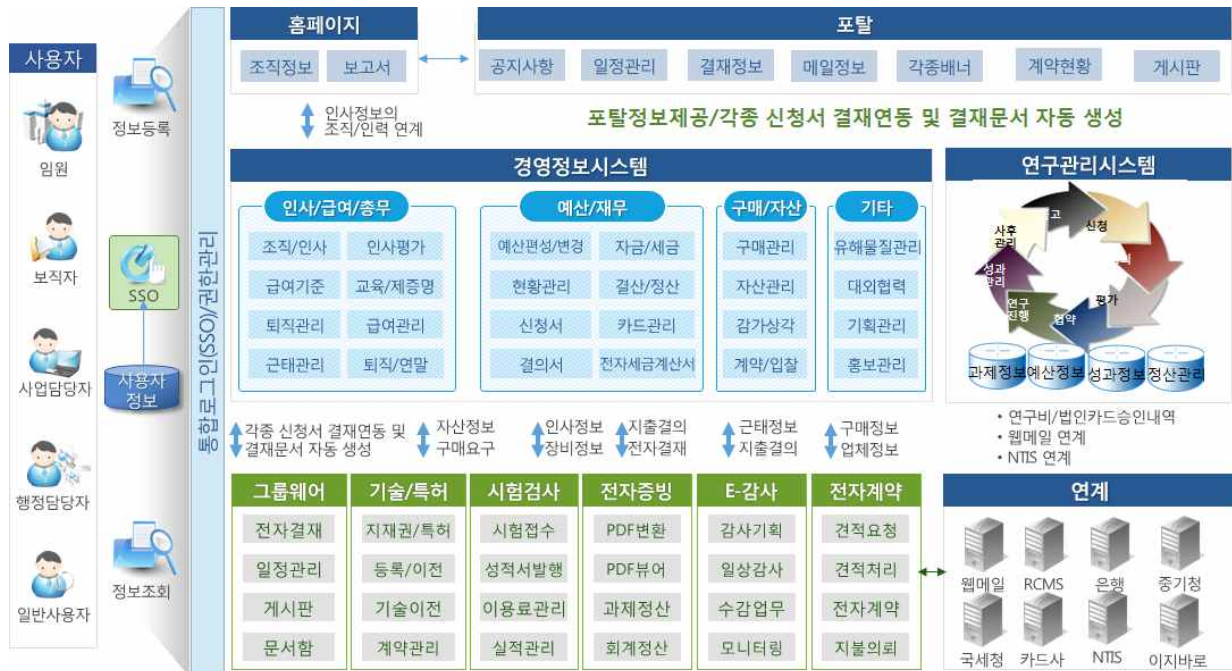 사용자
임원
보직자
사업담당자
행정담당자
일반사용자
정보등록
SSO
사용자
정보
정보조회
통합로그인(SSO)/권한관리
홈페이지
조직정보 보고서
포탈
공지사항 일정관리 결재정보 메일정보 각종배너 계약현황 게시판
인사정보의
조직/인력 연계
포탈정보제공/각종 신청서 결재연동 및 결재문서 자동 생성
경영정보시스템
인사/급여/총무
조직/인사 인사평가
급여기준 교육/제증명
퇴직관리 급여관리
근태관리 퇴직/연말
예산/재무
예산편성/변경 자금/세금
현황관리 결산/정산
신청서 카드관리
결의서 전자세금계산서
구매/자산
구매관리
자산관리
감가상각
계약/입찰
기타
유해물질관리
대외협력
기획관리
홍보관리
연구관리시스템
신청
평가
협약
연구
진행
성과
관리
사후
관리
과제정보 예산정보 성과정보 정산관리
• 연구비/법인카드승인내역
• 웹메일 연계
• NTIS 연계
각종 신청서 결재연동 및
결재문서 자동 생성
자산정보
구매요구
인사정보
장비정보
지출결의
전자결재
근태정보
지출결의
구매정보
업체정보
그룹웨어
전자결재
일정관리
게시판
문서함
기술/특허
지재권/특허
등록/이전
기술이전
계약관리
시험검사
시험접수
성적서발행
이용료관리
실적관리
전자증빙
PDF변환
PDF뷰어
과제정산
회계정산
E-감사
감사기획
일상감사
수감업무
모니터링
전자계약
견적요청
견적처리
전자계약
지불의뢰
연계
웹메일 RCMS 은행 중기청
국세청 카드사 NTIS 이지바로